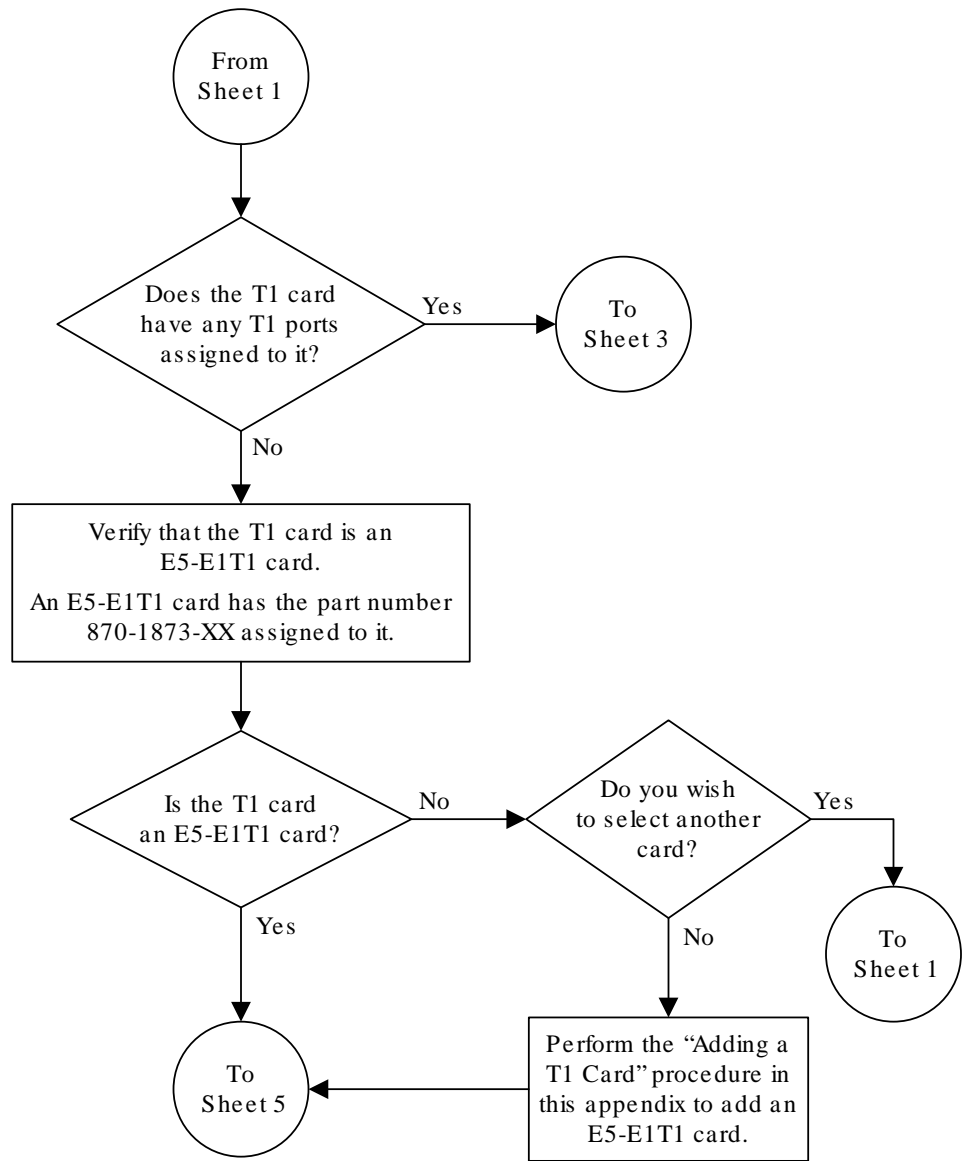 From
Sheet 1
Does the T1 card
have any T1 ports
assigned to it?
Yes
To
Sheet 3
No
Verify that the T1 card is an
E5-E1T1 card.
An E5-E1T1 card has the part number
870-1873-XX assigned to it.
Is the T1 card
an E5-E1T1 card?
No
Do you wish
to select another
card?
Yes
To
Sheet 1
Yes
No
To
Sheet 5
Perform the “Adding a
T1 Card” procedure in
this appendix to add an
E5-E1T1 card.